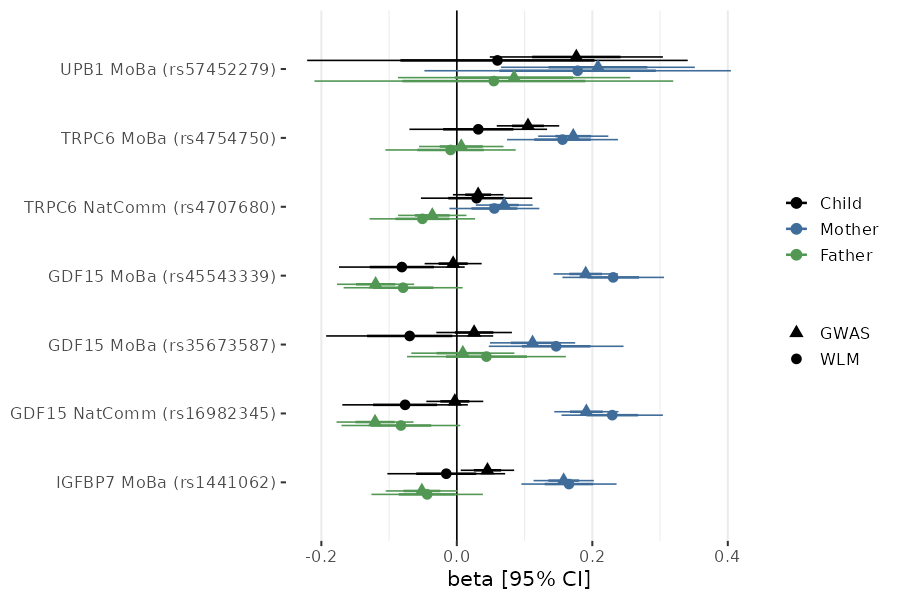 UPB1 MoBa (rs57452279)
TRPC6 MoBa (rs4754750)
TRPC6 NatComm (rs4707680)
GDF15 MoBa (rs45543339)
GDF15 MoBa (rs35673587)
GDF15 NatComm (rs16982345)
IGFBP7 MoBa (rs1441062)
-0.2 0.0 0.2 0.4
beta [95% CI]
Child
Mother
Father
GWAS
WLM